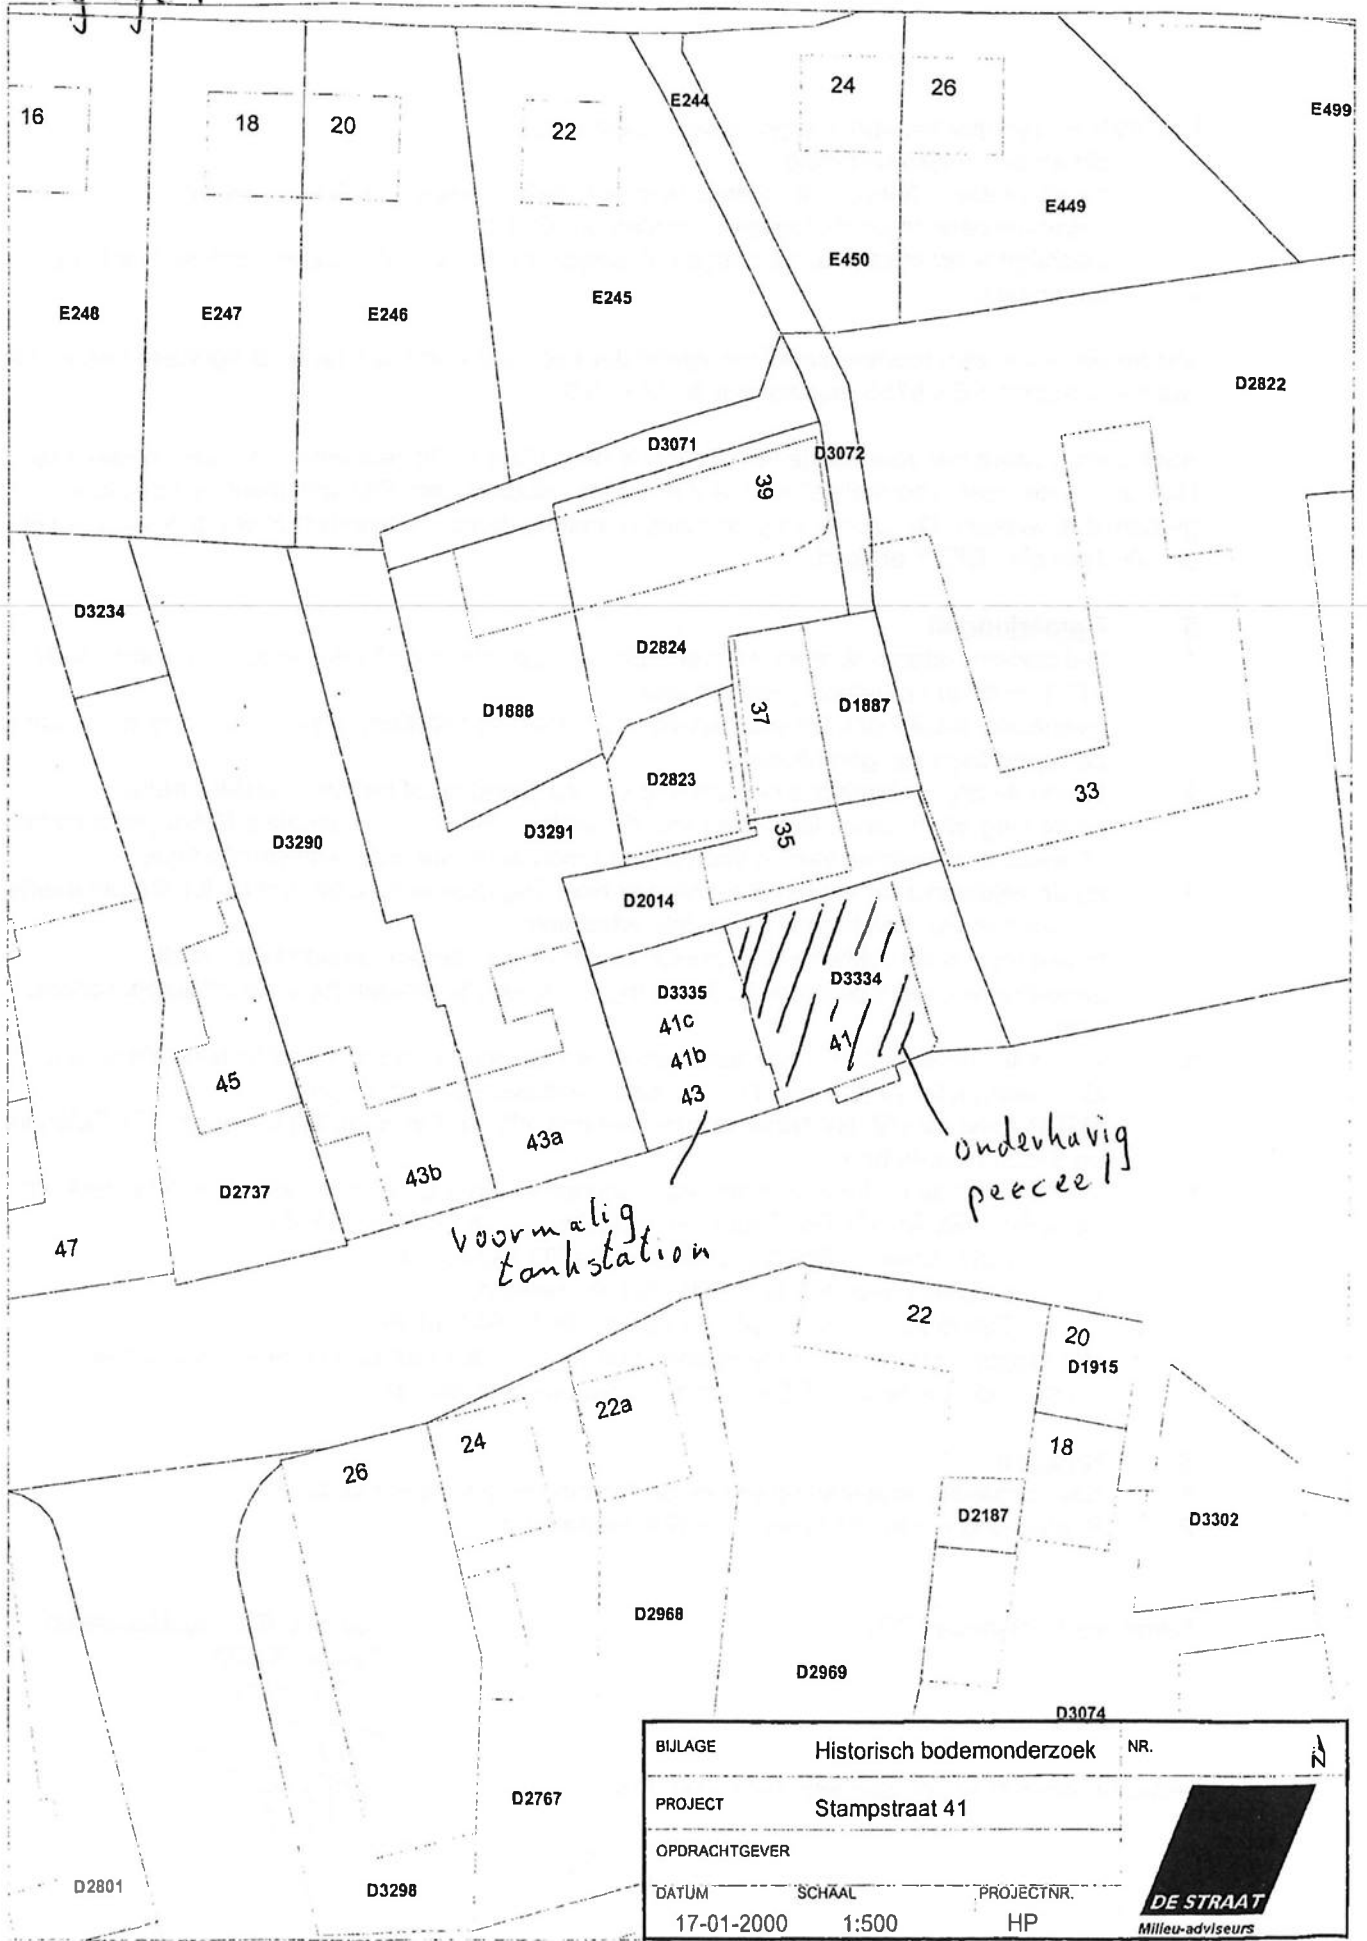 24
26
E244
E499
16
18
20
22
E449
E450
E245
E248
E247
E246
D2822
D3071
D3072
39
D3234
D2824
D1888
37
D1887
D2823
33
D3290
D3291
35
D2014
D3334
D3335
41c
41
41b
43
45
43a
43b
onderhavig
perceel
D2737
voormalig
tankstation
47
22
20
D1915
22a
24
18
26
D2187
D3302
D2968
D2969
D3074
D2767
D2801
D3298
BIJLAGE Historisch bodemonderzoek NR.
N
PROJECT Stampstraat 41
OPDRACHTGEVER
DATUM SCHAAL PROJECTNR.
17-01-2000 1:500 HP
DE STRAAT
Milieu-adviseurs